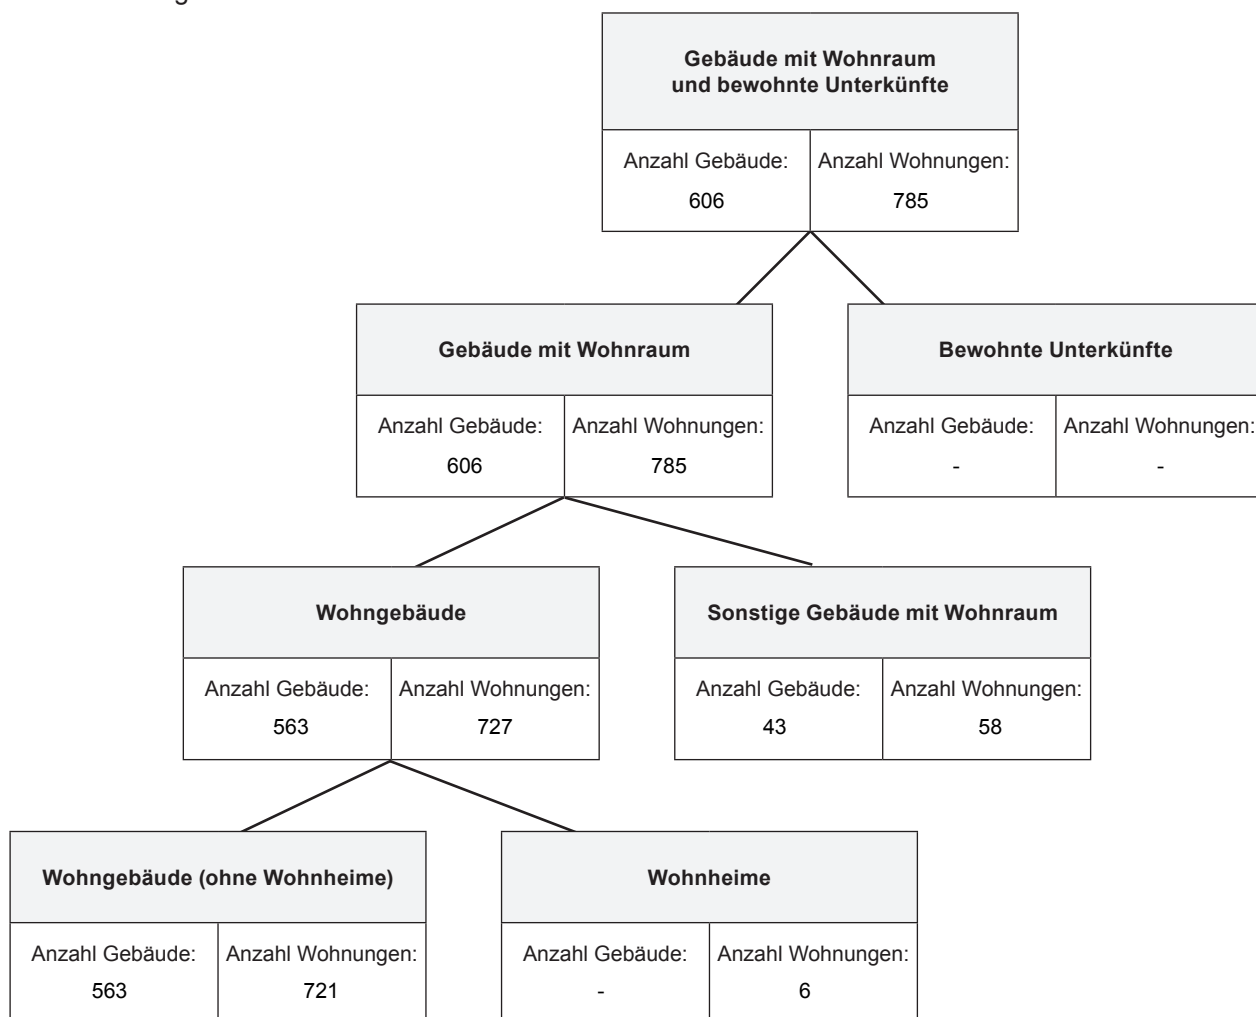 Gebäude mit Wohnraum
und bewohnte Unterkünfte
Anzahl Gebäude: Anzahl Wohnungen:
606 785
Gebäude mit Wohnraum
Anzahl Gebäude: Anzahl Wohnungen:
606 785
Bewohnte Unterkünfte
Anzahl Gebäude: Anzahl Wohnungen:
- -
Wohngebäude
Anzahl Gebäude: Anzahl Wohnungen:
563 727
Sonstige Gebäude mit Wohnraum
Anzahl Gebäude: Anzahl Wohnungen:
43 58
Wohngebäude (ohne Wohnheime)
Anzahl Gebäude: Anzahl Wohnungen:
563 721
Wohnheime
Anzahl Gebäude: Anzahl Wohnungen:
- 6